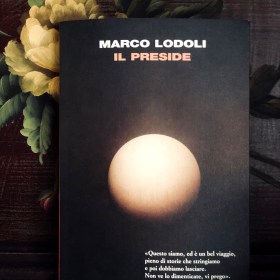 MARCO LODOLI
IL PRESIDE
«Questo siamo, ed è un bel viaggio,
pieno di storie che stringiamo
e poi dobbiamo lasciare.
Non ve lo dimenticate, vi prego».